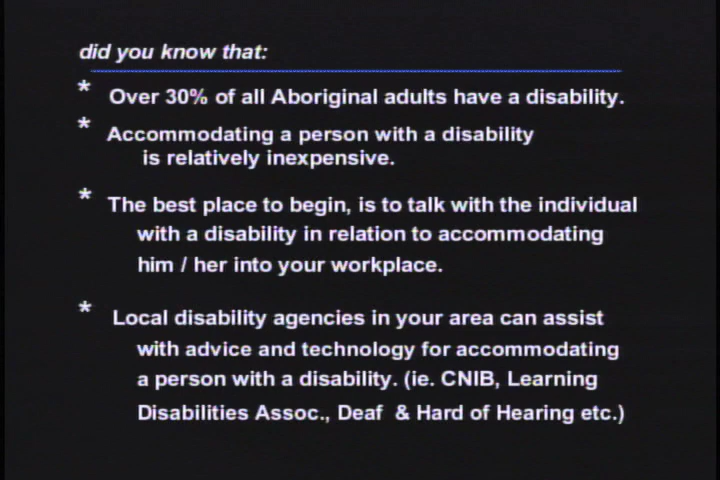 did you know that:
* Over 30% of all Aboriginal adults have a disability.
* Accommodating a person with a disability
is relatively inexpensive.
* The best place to begin, is to talk with the individual
with a disability in relation to accommodating
him / her into your workplace.
* Local disability agencies in your area can assist
with advice and technology for accommodating
a person with a disability. (ie. CNIB, Learning
Disabilities Assoc., Deaf & Hard of Hearing etc.)